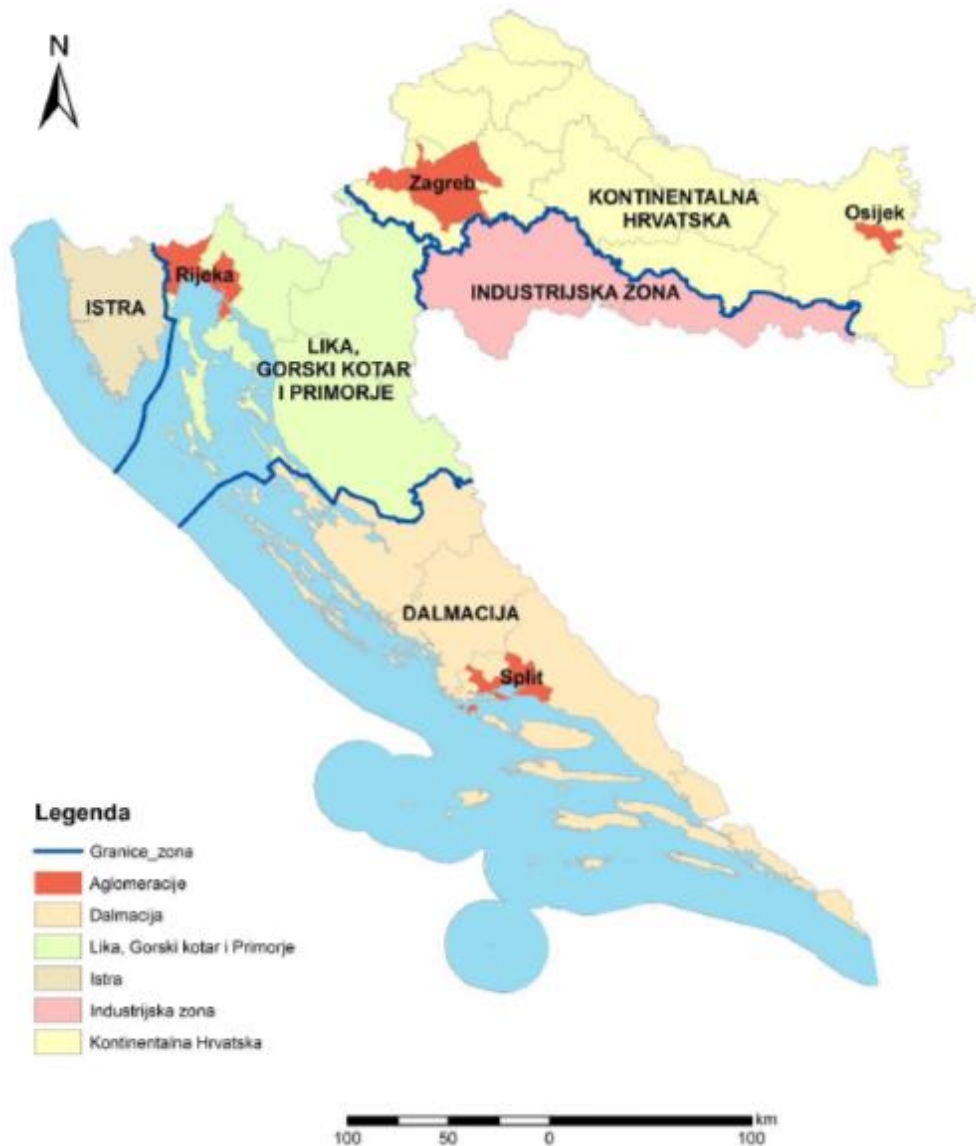 N
Zagreb
KONTINENTALNA
HRVATSKA
Osijek
Rijeka
ISTRA
INDUSTRIJSKA ZONA
LIKA,
GORSKI KOTAR
I PRIMORJE
DALMACIJA
Split
Legenda
Granice_zona
Aglomeracije
Dalmacija
Lika, Gorski kotar i Primorje
Istra
Industrijska zona
Kontinentalna Hrvatska
km
100 50 0 100